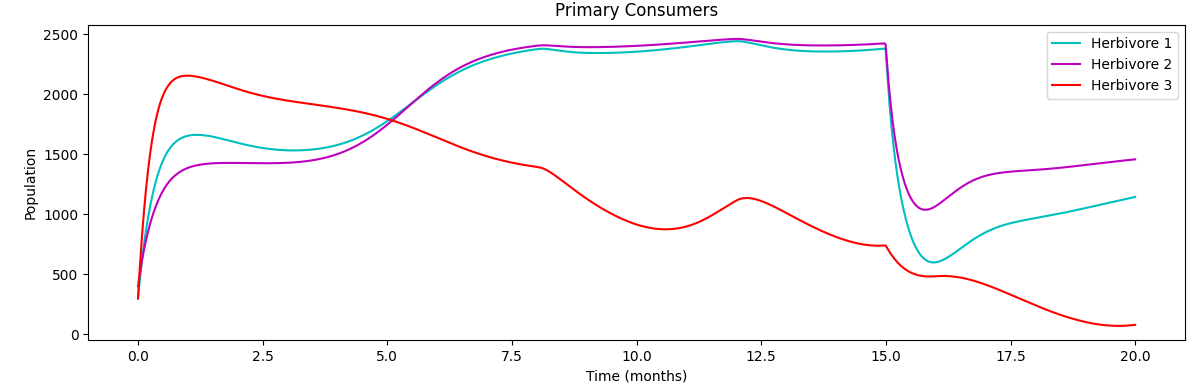 Primary Consumers
Herbivore 1
Herbivore 2
Herbivore 3
Population
2500
2000
1500
1000
500
0
0.0 2.5 5.0 7.5 10.0 12.5 15.0 17.5 20.0
Time (months)